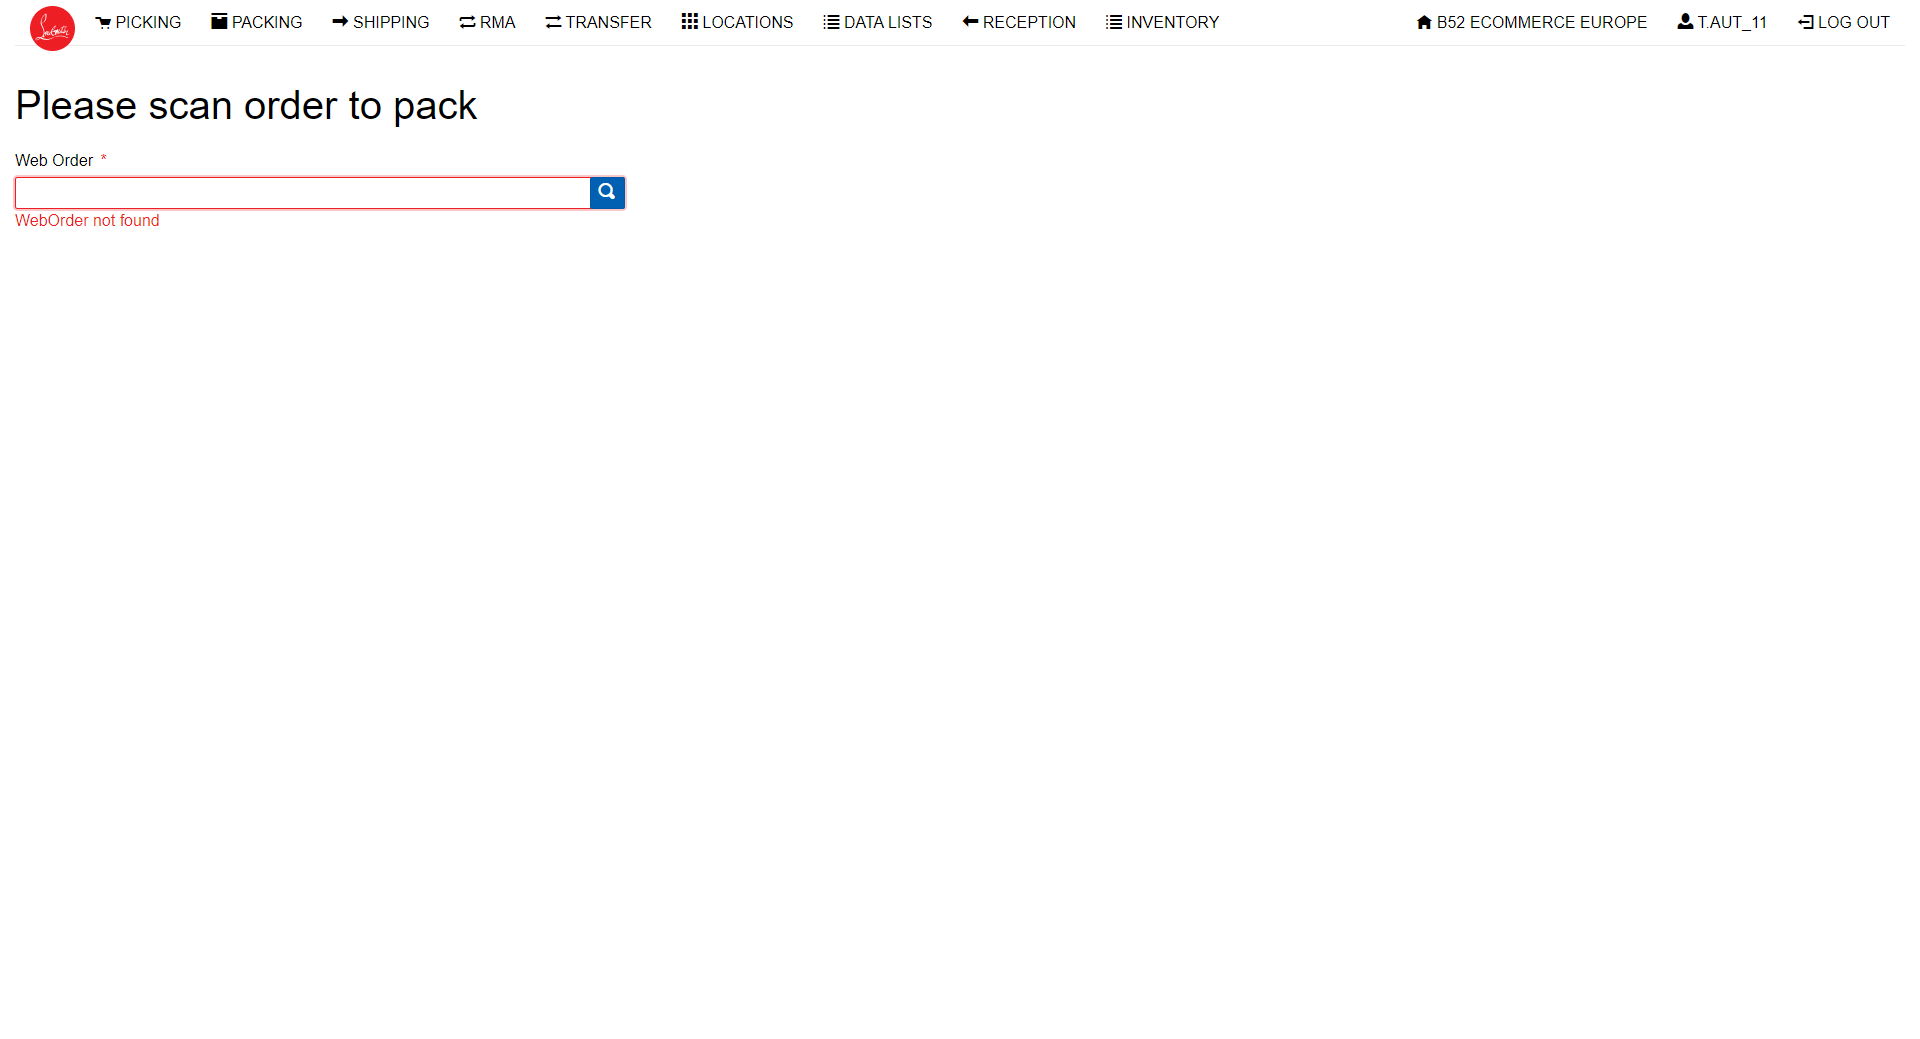 PICKING PACKING SHIPPING RMA TRANSFER LOCATIONS DATA LISTS RECEPTION INVENTORY B52 ECOMMERCE EUROPE T.AUT_11 LOG OUT
Please scan order to pack
Web Order *
WebOrder not found